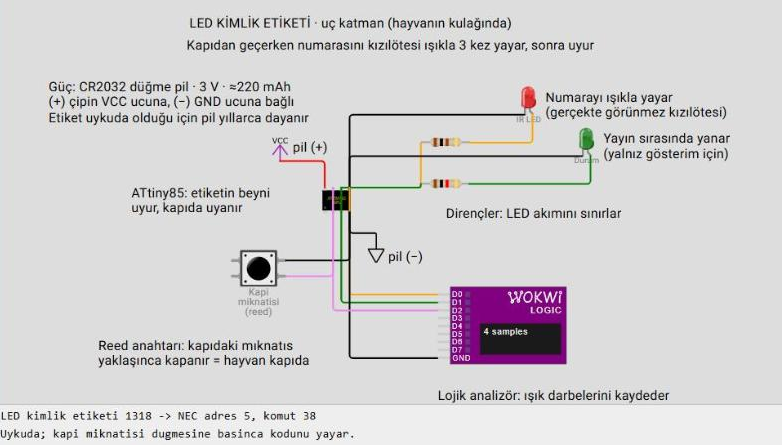 LED KİMLİK ETİKETİ · uç katman (hayvanın kulağında)
Kapıdan geçerken numarasını kızılötesi ışıkla 3 kez yayar, sonra uyur
Güç: CR2032 düğme pil · 3 V · ≈220 mAh
(+) çipin VCC ucuna, (−) GND ucuna bağlı
Etiket uykuda olduğu için pil yıllarca dayanır
Numarayı ışıkla yayar
(gerçekte görünmez kızılötesi)
IR LED
Yayın sırasında yanar
(yalnız gösterim için)
Durum
VCC
pil (+)
ATtiny85: etiketin beyni
uyur, kapıda uyanır
Dirençler: LED akımını sınırlar
pil (−)
Kapi
miknatisi
(reed)
WOKWI
LOGIC
D0
D1
D2
D3
D4
D5
D6
D7
GND
4 samples
Reed anahtarı: kapıdaki mıknatıs
yaklaşınca kapanır = hayvan kapıda
Lojik analizör: ışık darbelerini kaydeder
LED kimlik etiketi 1318 -> NEC adres 5, komut 38
Uykuda; kapi miknatisi dugmesine basinca kodunu yayar.